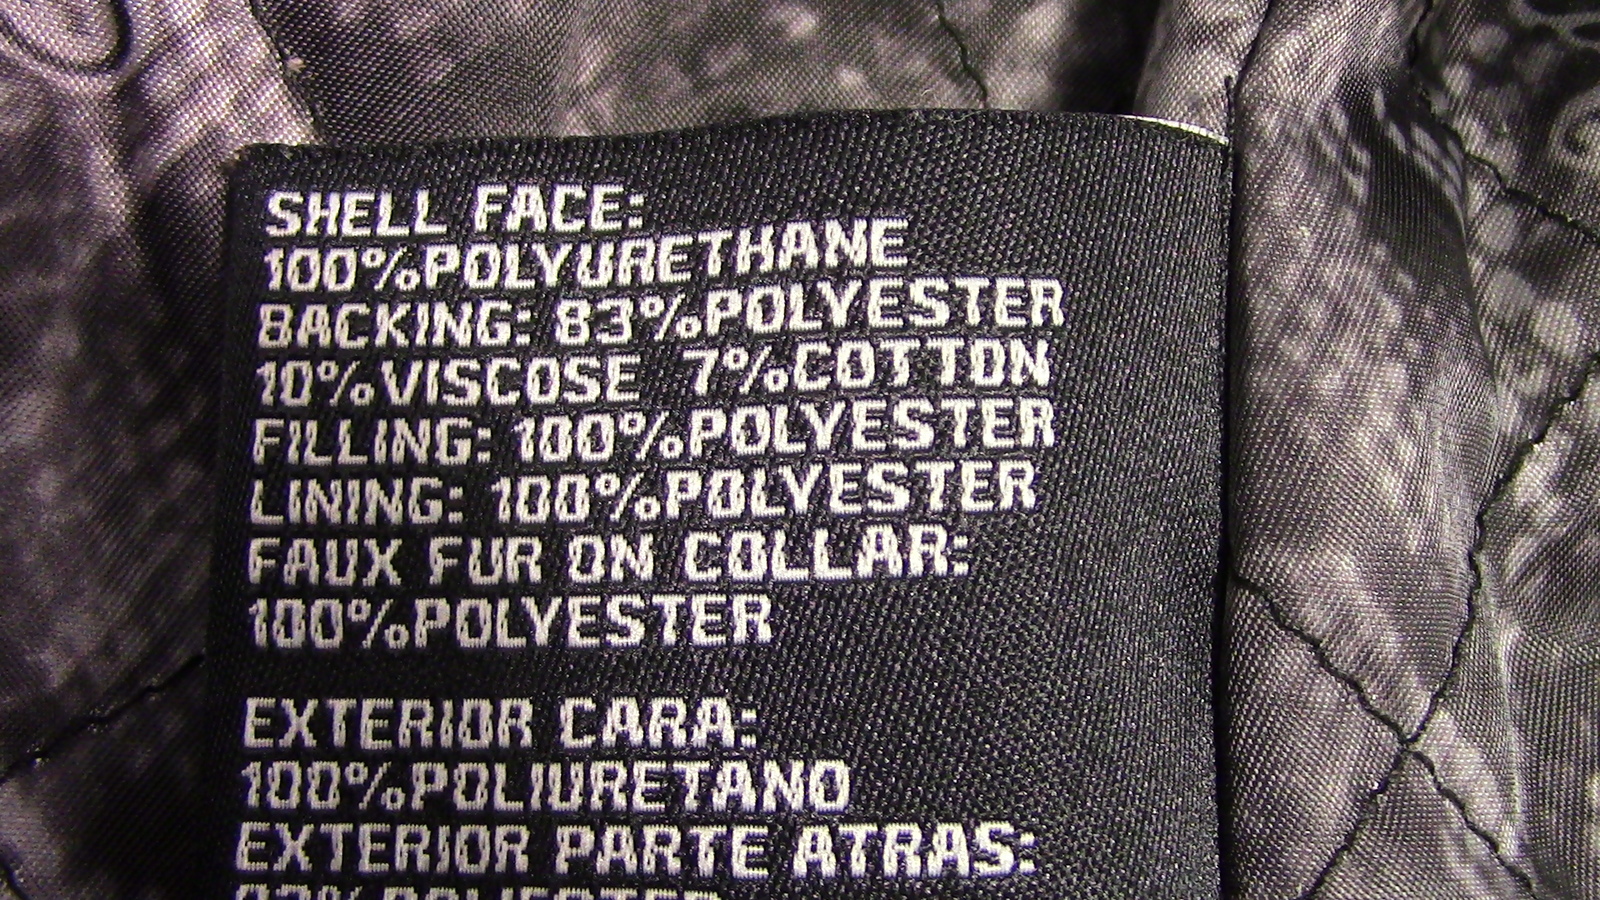 SHELL FACE:
100%POLYURETHANE
BACKING: 83%POLYESTER
10%VISCOSE 7%COTTON
FILLING: 100%POLYESTER
LINING: 100%POLYESTER
FAUX FUR ON COLLAR:
100%POLYESTER
EXTERIOR CARA:
100%POLIURETANO
EXTERIOR PARTE ATRAS: